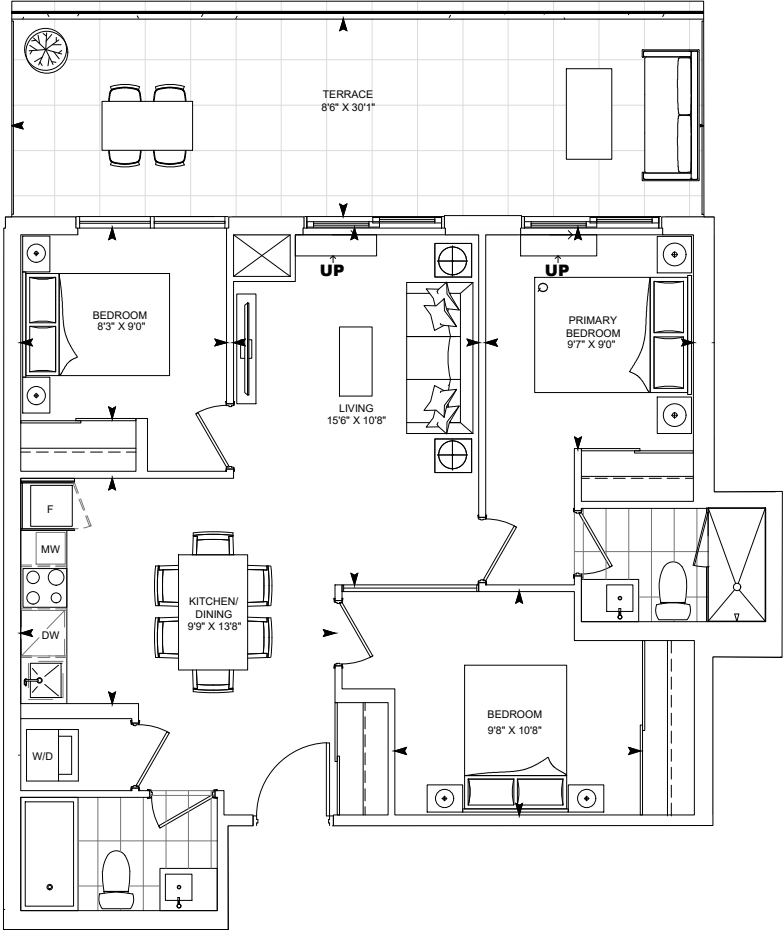 TERRACE
8'6" X 30'1"
UP
UP
BEDROOM
8'3" X 9'0"
PRIMARY
BEDROOM
9'7" X 9'0"
LIVING
15'6" X 10'8"
F
MW
DW
KITCHEN/
DINING
9'9" X 13'8"
BEDROOM
9'8" X 10'8"
W/D